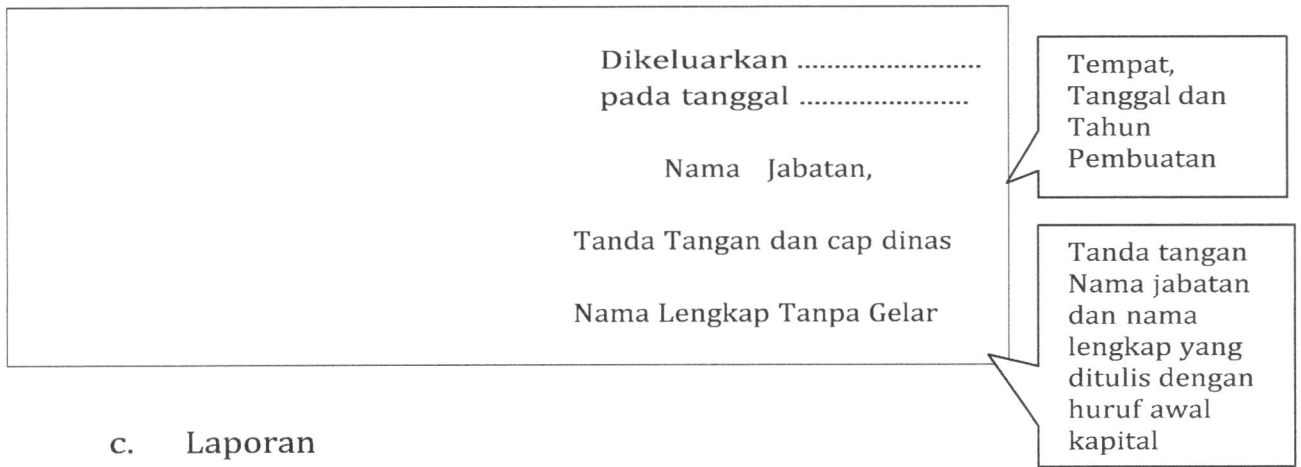 Dikeluarkan ........................
pada tanggal ......................
Nama Jabatan,
Tanda Tangan dan cap dinas
Nama Lengkap Tanpa Gelar
Tempat,
Tanggal dan
Tahun
Pembuatan
Tanda tangan
Nama jabatan
dan nama
lengkap yang
ditulis dengan
huruf awal
kapital
c. Laporan